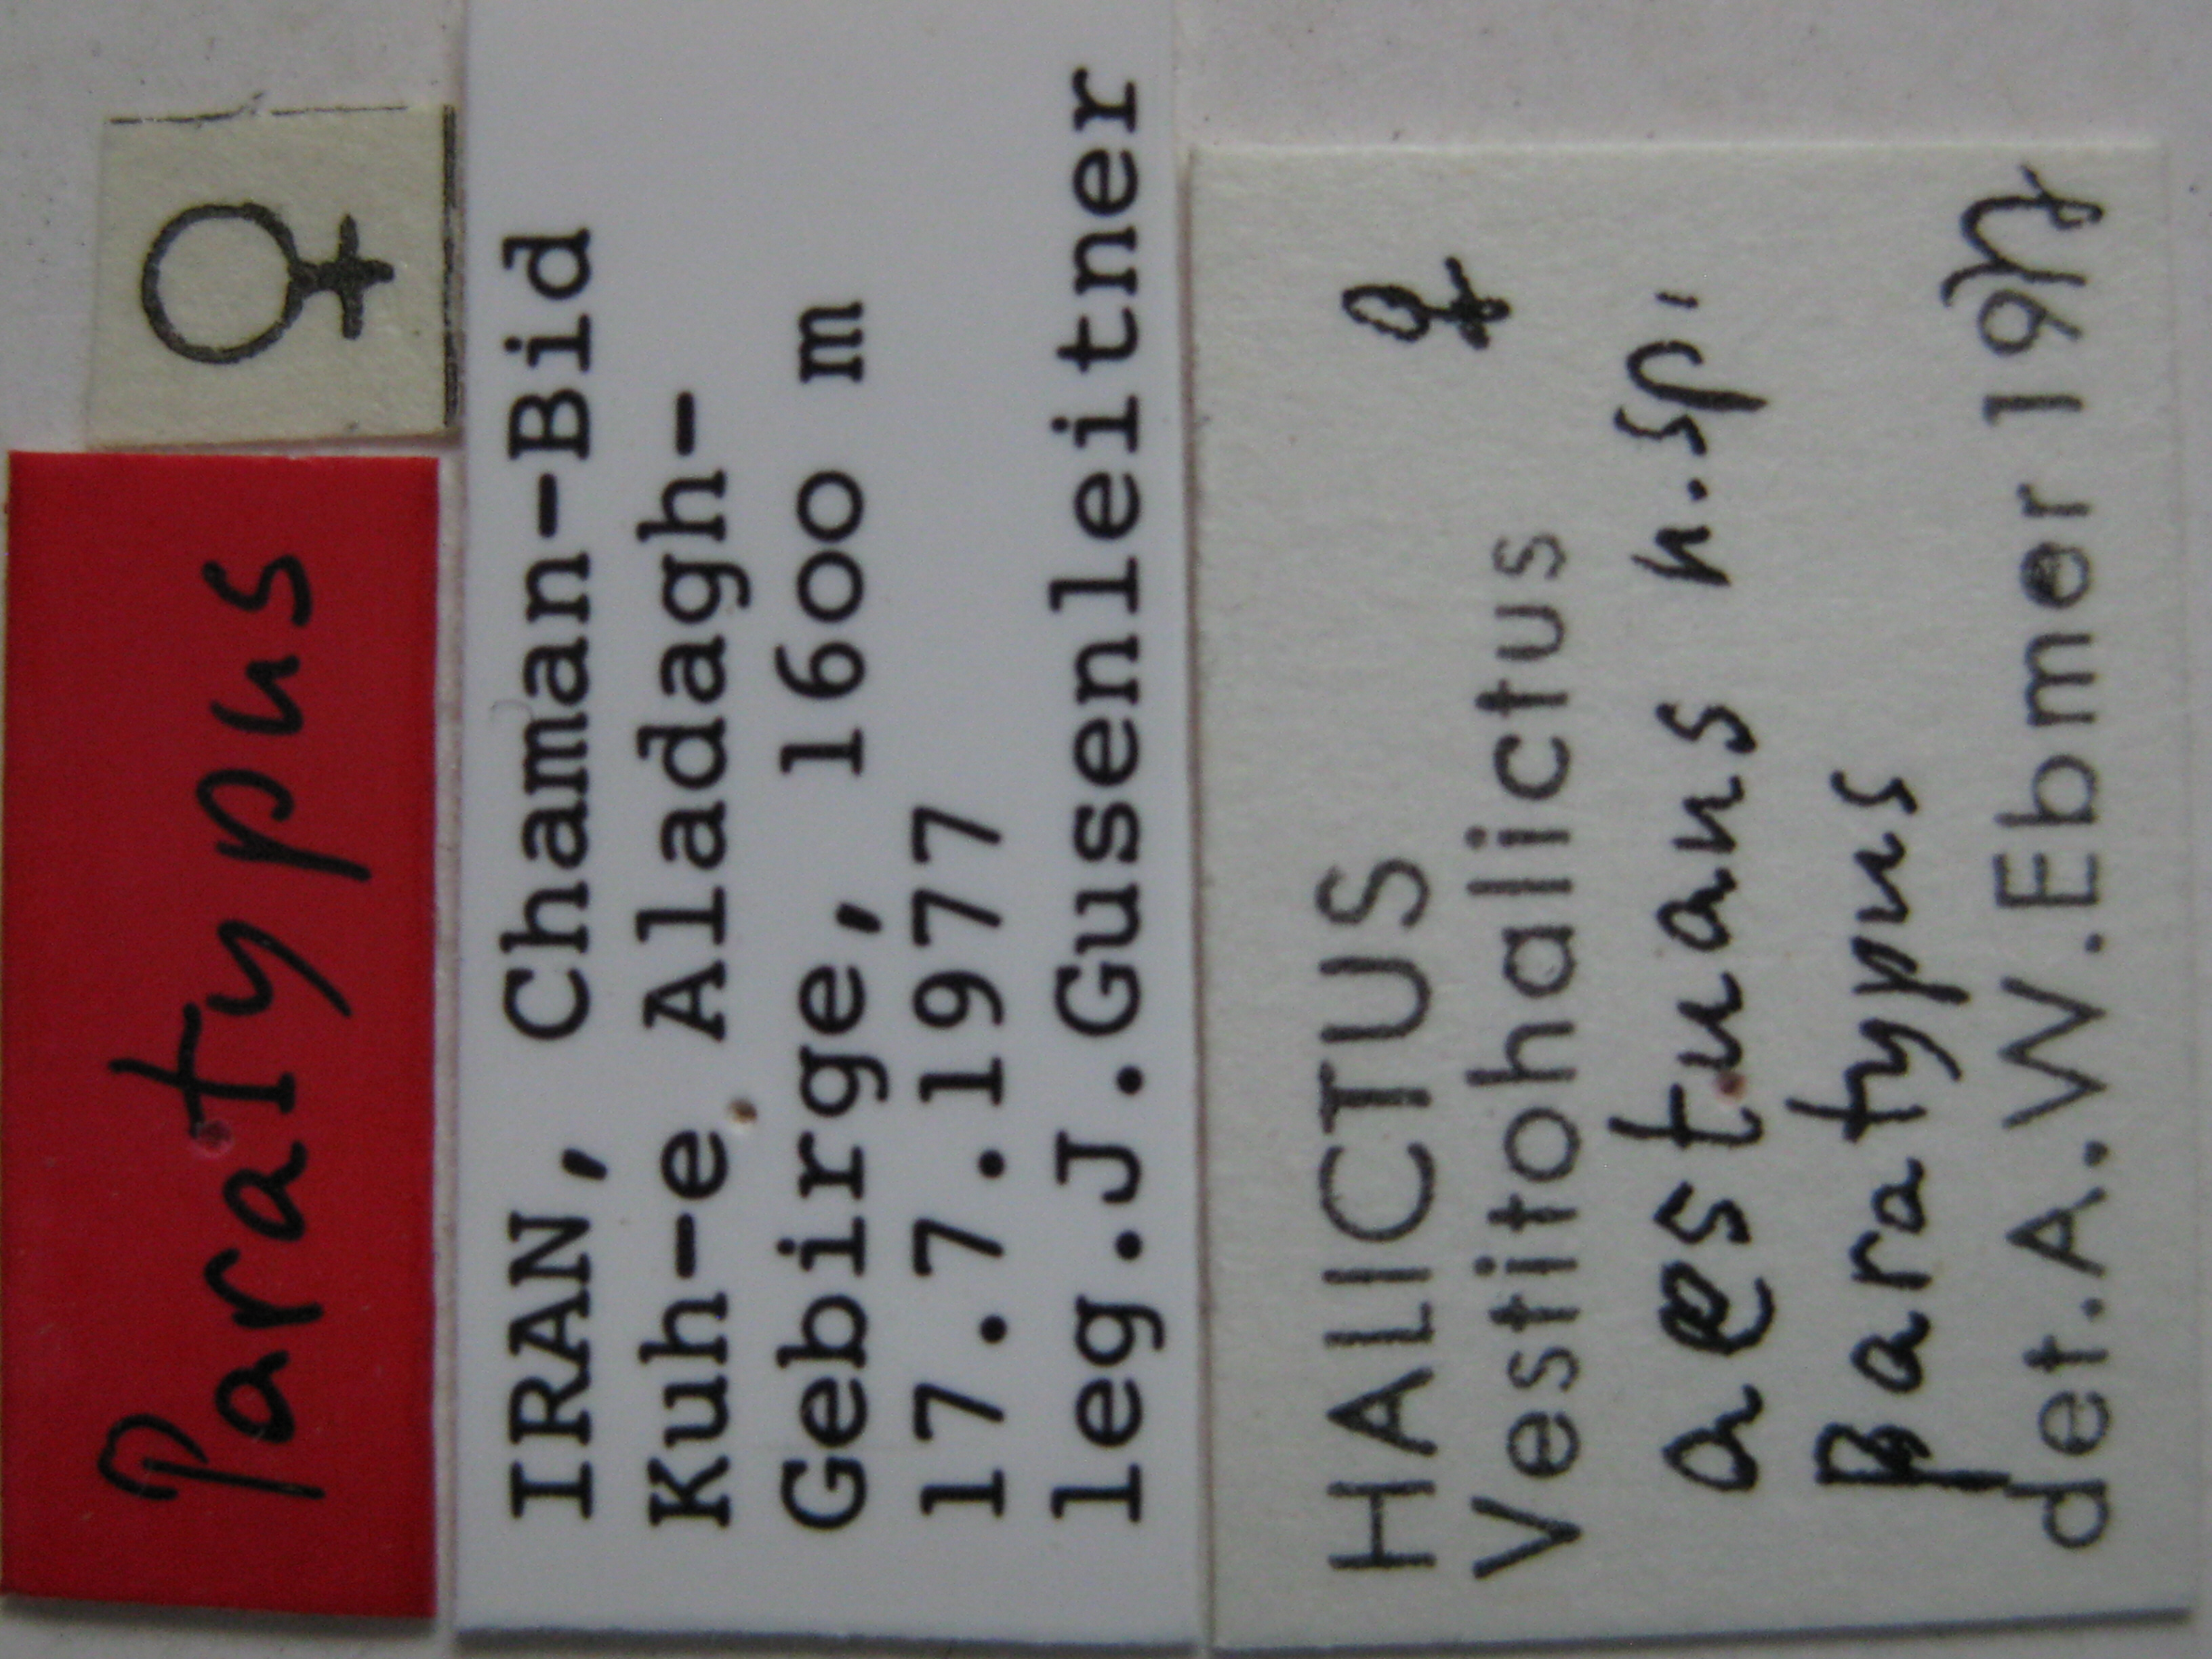 Paratypus
♀
IRAN, Chaman-Bid
Kuh-e Aladagh-
Gebirge, 1600 m
17.7.1977
leg.J.Gusenleitner
HALICTUS ♀
Vestitohalictus
aestuans n.sp.
Paratypus
det.A.W.Ebmer